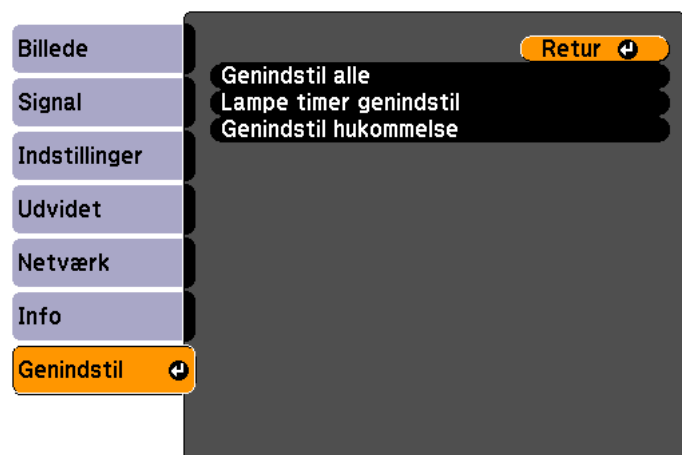 Billede
Signal
Indstillinger
Udvidet
Netværk
Info
Genindstil
Retur
Genindstil alle
Lampe timer genindstil
Genindstil hukommelse